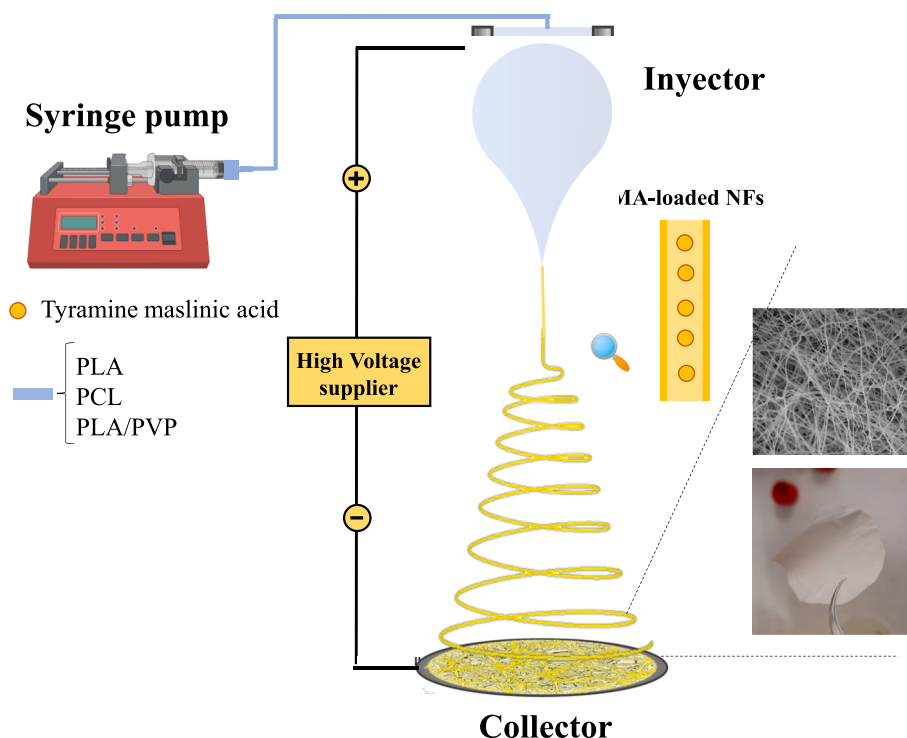 Inyector
Syringe pump
+
MA-loaded NFs
Tyramine maslinic acid
High Voltage
supplier
PLA
PCL
PLA/PVP
−
Collector